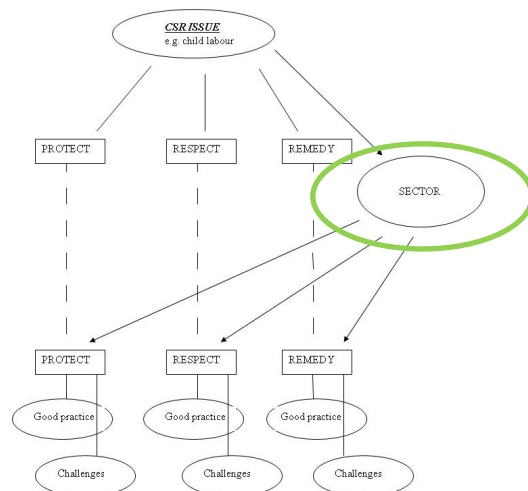 CSR ISSUE
e.g. child labour
PROTECT
RESPECT
REMEDY
SECTOR
PROTECT
RESPECT
REMEDY
Good practice
Good practice
Good practice
Challenges
Challenges
Challenges